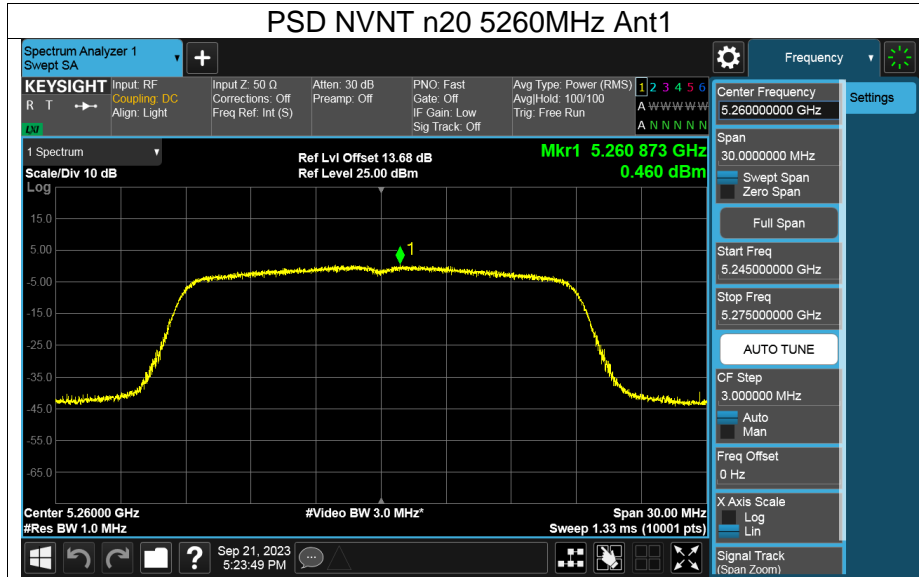 PSD NVNT n20 5260MHz Ant1
Spectrum Analyzer 1
Swept SA
+
Frequency
KEYSIGHT
R T
LXI
Input: RF
Coupling: DC
Align: Light
Input Z: 50 Ω
Corrections: Off
Freq Ref: Int (S)
Atten: 30 dB
Preamp: Off
PNO: Fast
Gate: Off
IF Gain: Low
Sig Track: Off
Avg Type: Power (RMS)
Avg|Hold: 100/100
Trig: Free Run
1 2 3 4 5 6
A W W W W W
A N N N N N
Center Frequency
5.260000000 GHz
Settings
Span
30.0000000 MHz
Swept Span
Zero Span
Full Span
Start Freq
5.245000000 GHz
Stop Freq
5.275000000 GHz
AUTO TUNE
CF Step
3.000000 MHz
Auto
Man
Freq Offset
0 Hz
X Axis Scale
Log
Lin
Signal Track
(Span Zoom)
1 Spectrum
Scale/Div 10 dB
Ref Lvl Offset 13.68 dB
Ref Level 25.00 dBm
Mkr1 5.260 873 GHz
0.460 dBm
Log
15.0
5.00
-5.00
-15.0
-25.0
-35.0
-45.0
-55.0
-65.0
1
Center 5.26000 GHz
#Res BW 1.0 MHz
#Video BW 3.0 MHz*
Span 30.00 MHz
Sweep 1.33 ms (10001 pts)
?
Sep 21, 2023
5:23:49 PM